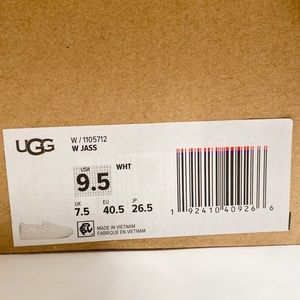 UGG
W / 1105712
W JASS
USA
9.5
WHT
UK EU JP
7.5 40.5 26.5
1 92410 40926 6
MADE IN VIETNAM
FABRIQUÉ EN VIETNAM